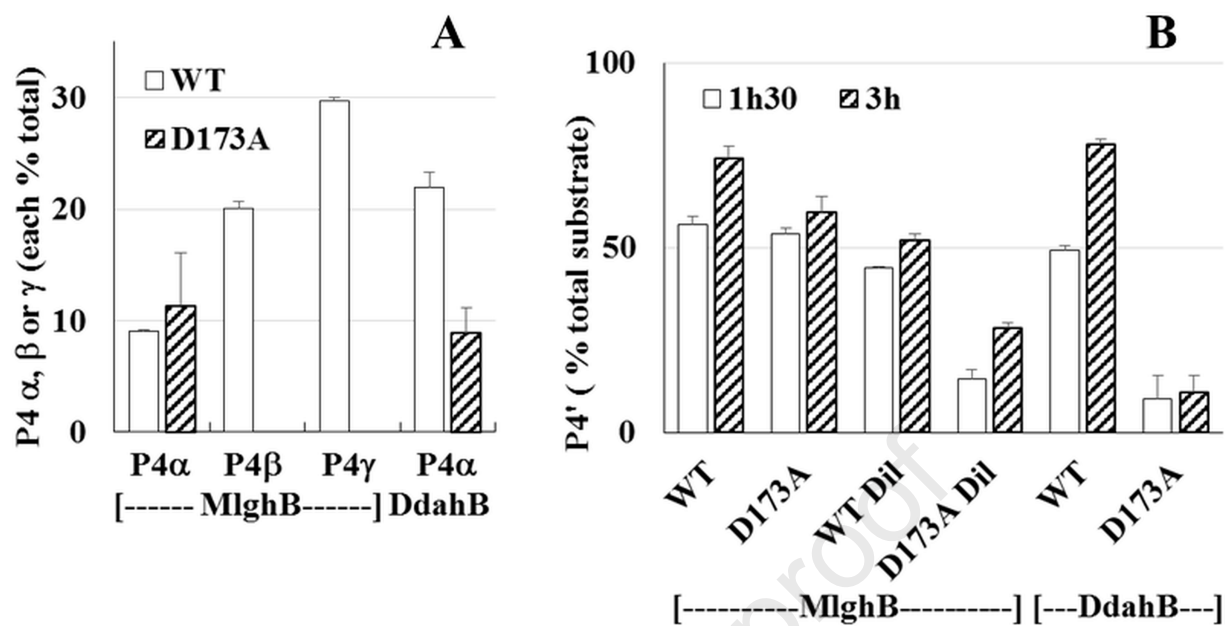 A
P4 α, β or γ (each % total)
WT
D173A
30
20
10
0
P4α P4β P4γ P4α
[------ MlghB------] DdahB
B
P4' ( % total substrate)
1h30 3h
100
50
0
WT D173A WT Dil D173A Dil WT D173A
[----------MlghB----------] [---DdahB---]
proof